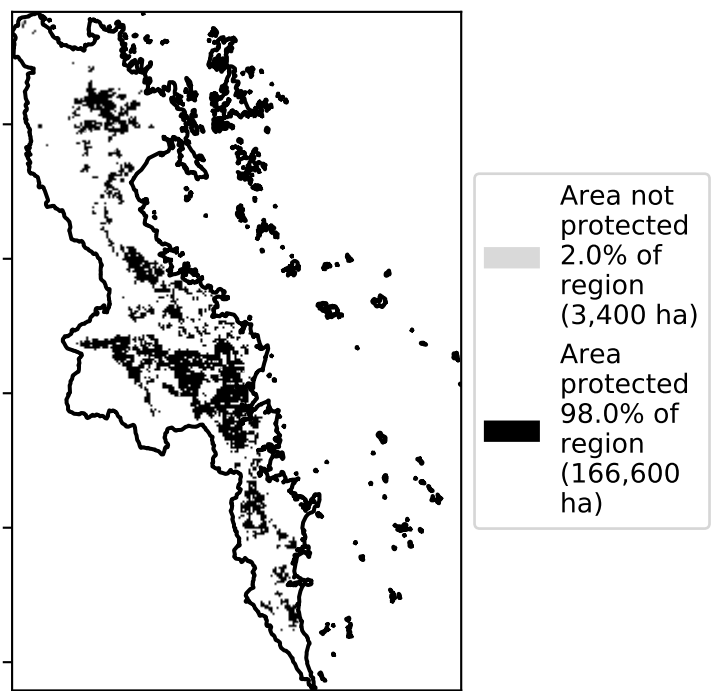 Area not
protected
2.0% of
region
(3,400 ha)
Area
protected
98.0% of
region
(166,600
ha)